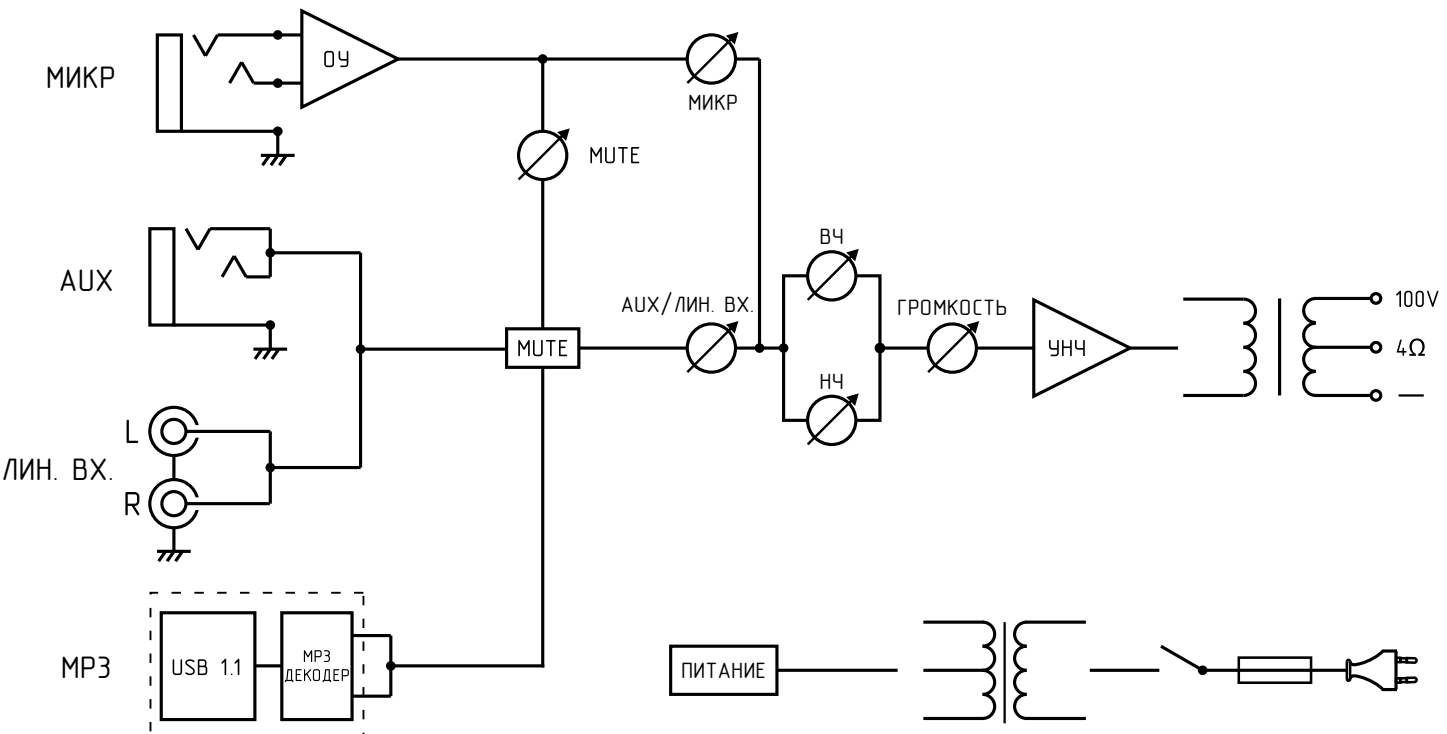 МИКР
ОУ
МИКР
MUTE
AUX
ВЧ
AUX/ЛИН. ВХ.
ГРОМКОСТЬ
100V
MUTE
УНЧ
4Ω
—
НЧ
L
ЛИН. ВХ.
R
MP3
USB 1.1
MP3
ДЕКОДЕР
ПИТАНИЕ